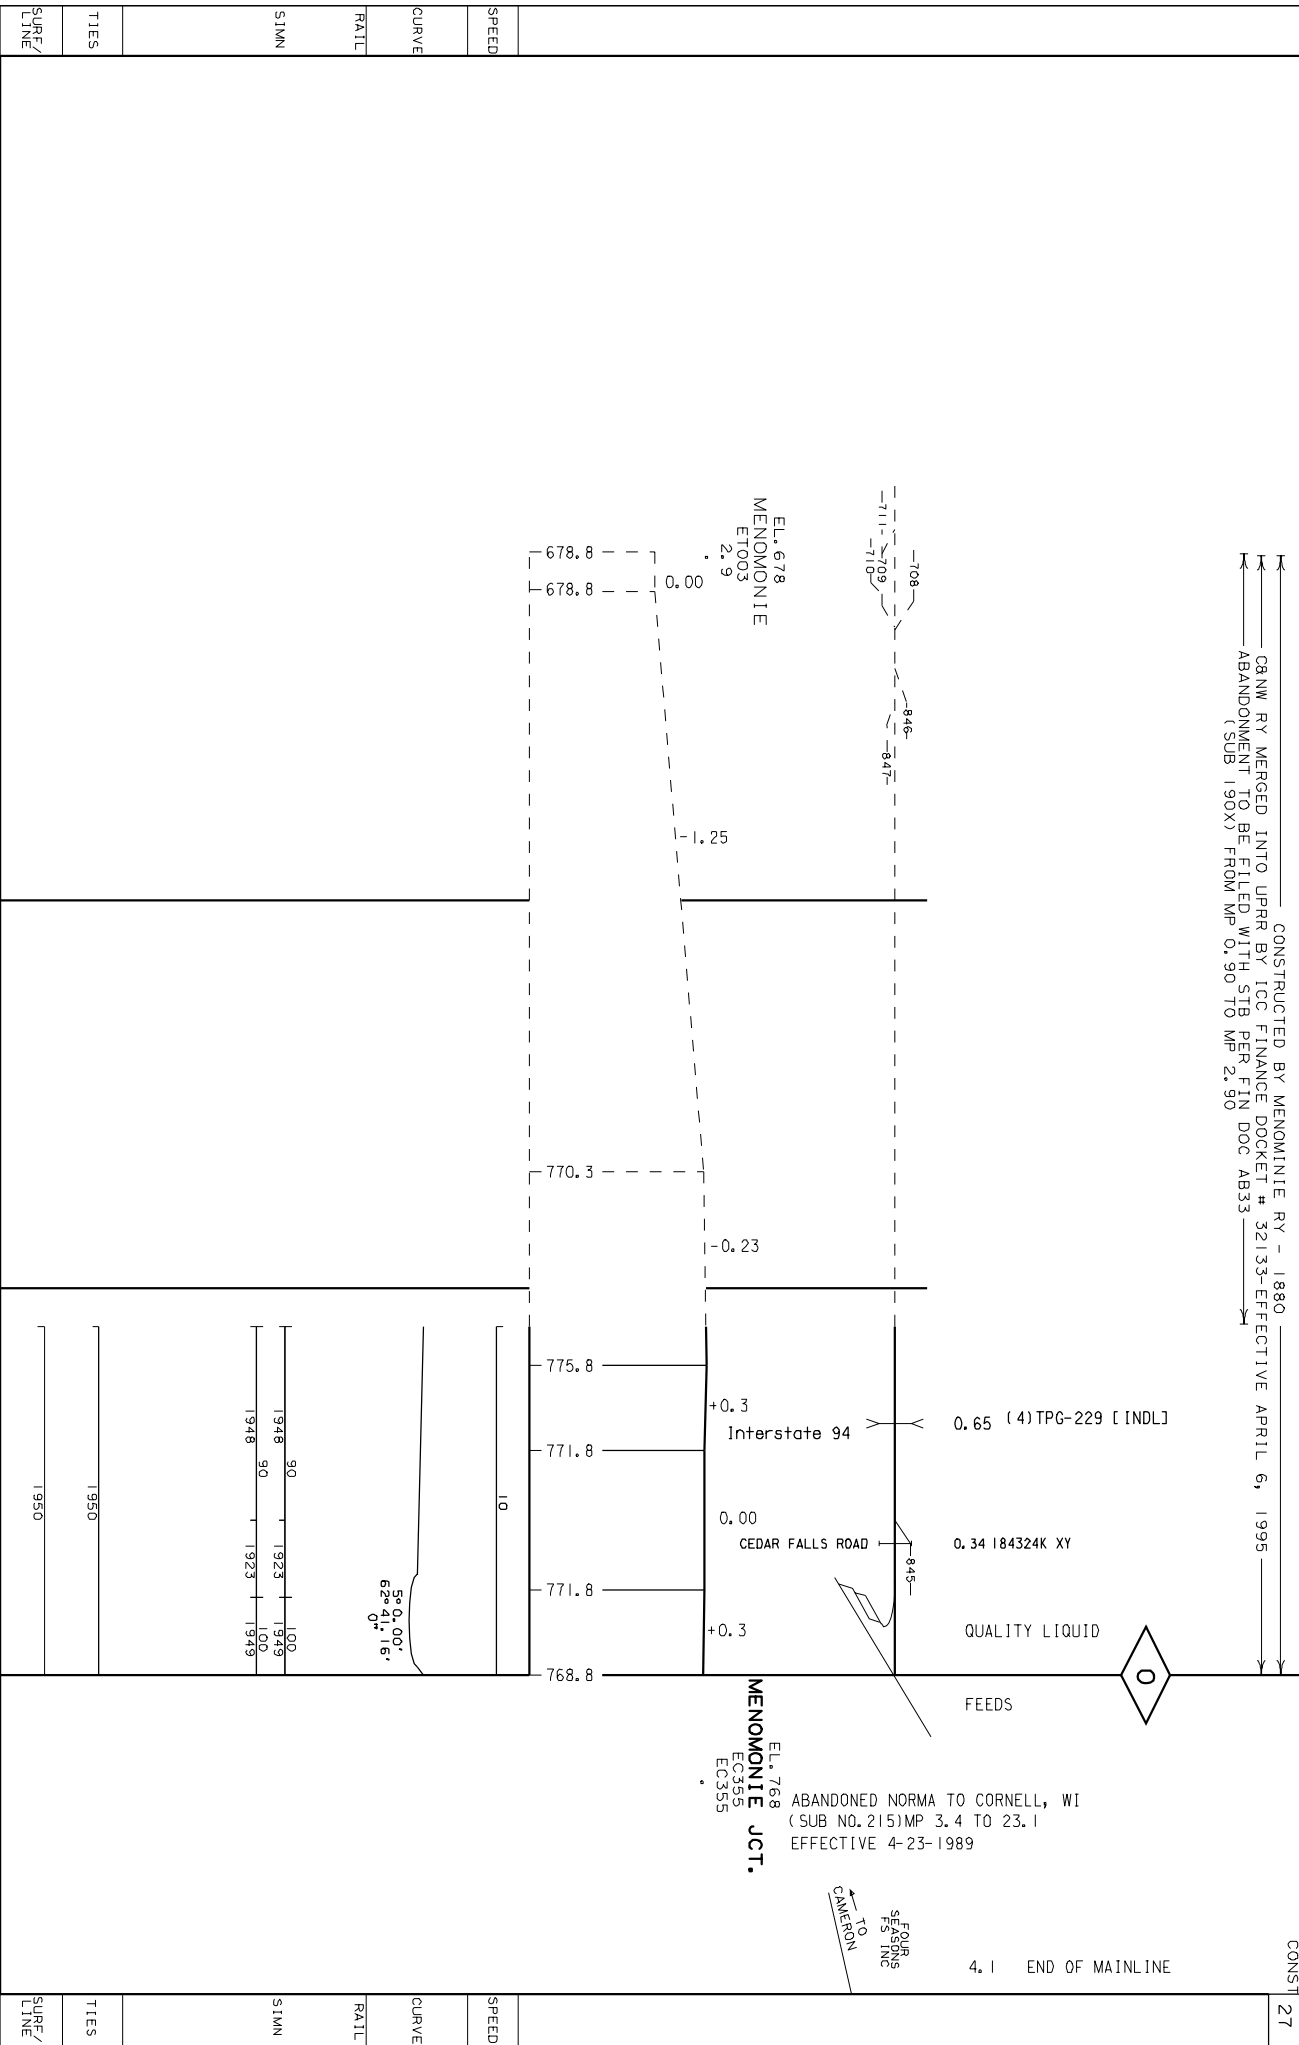 SURF/
LINE
TIES
SIMN
RAIL
CURVE
SPEED
CONSTRUCTED BY MENOMINIE RY - 1880
C&NW RY MERGED INTO UPRR BY ICC FINANCE DOCKET # 32133-EFFECTIVE APRIL 6, 1995
ABANDONMENT TO BE FILED WITH STB PER FIN DOC AB33
(SUB 190X) FROM MP 0.90 TO MP 2.90
-708-
-709
-710-
-711-
-846-
-847-
EL. 678
MENOMONIE
ET003
2.9
678.8
0.00
678.8
-1.25
770.3
-0.23
775.8
+0.3
Interstate 94
0.65 (4)TPG-229 [INDL]
771.8
0.00
CEDAR FALLS ROAD
-845-
0.34 184324K XY
771.8
+0.3
QUALITY LIQUID
FEEDS
768.8
0
10
5° 0.00'
62° 41.16'
0"
90
100
1948
1923
1949
90
100
1948
1923
1949
1950
1950
EL. 768
MENOMONIE JCT.
EC355
EC355
ABANDONED NORMA TO CORNELL, WI
(SUB NO.215)MP 3.4 TO 23.1
EFFECTIVE 4-23-1989
TO
CAMERON
FOUR
SEASONS
FS INC
4.1 END OF MAINLINE
CONST
27
SURF/
LINE
TIES
SIMN
RAIL
CURVE
SPEED